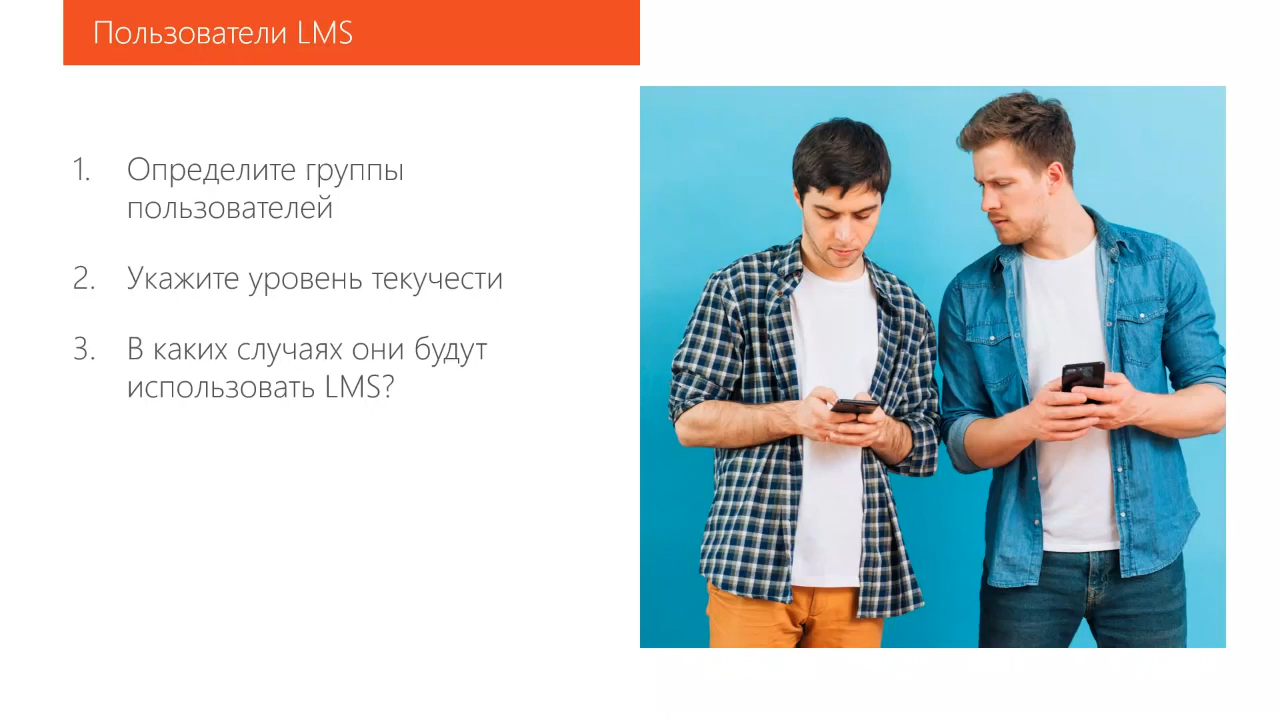 Пользователи LMS
1. Определите группы
пользователей
2. Укажите уровень текучести
3. В каких случаях они будут
использовать LMS?